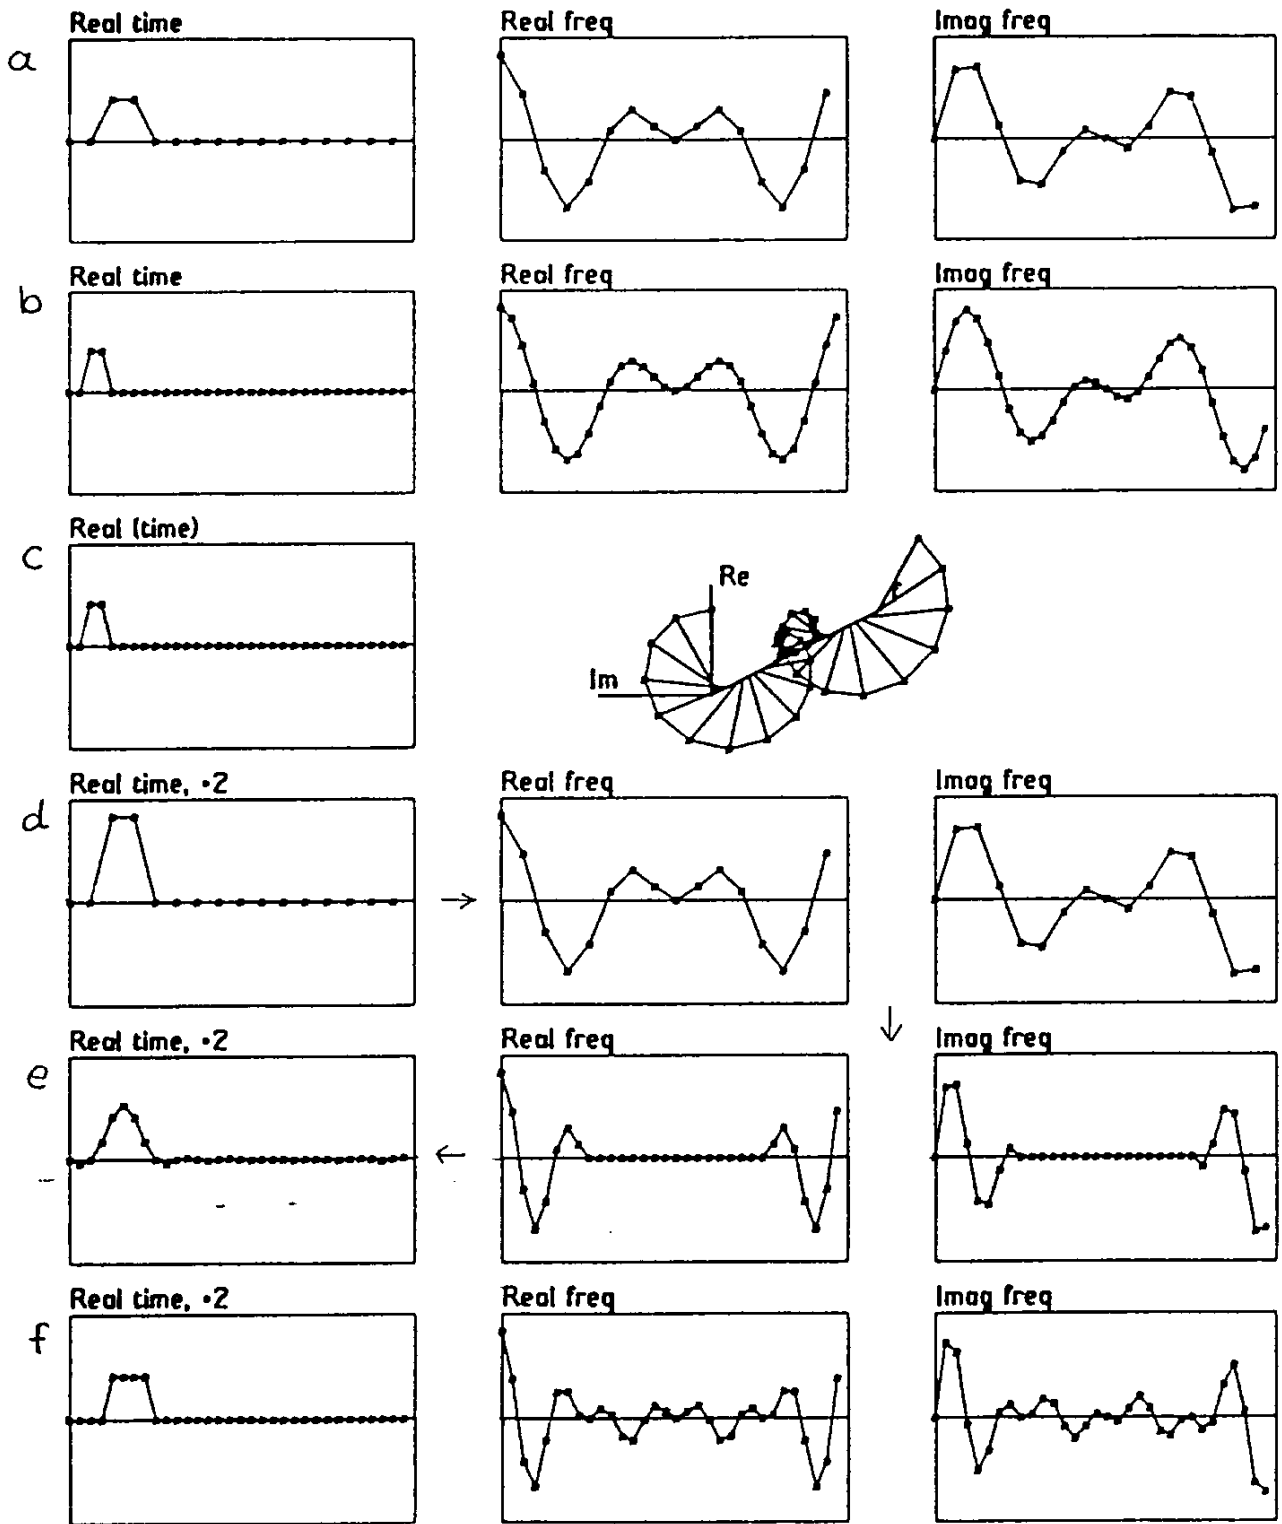 Real time Real freq Imag freq
a
Real time Real freq Imag freq
b
Real (time)
c
Re
f
Im
Real time, •2 Real freq Imag freq
d
→
↓
Real time, •2 Real freq Imag freq
e
←
Real time, •2 Real freq Imag freq
f